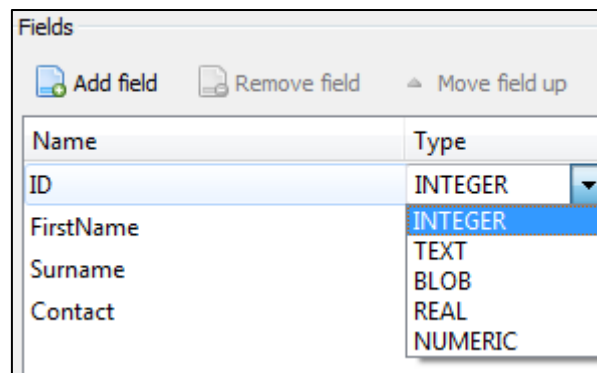 Fields
Add field Remove field Move field up
Name Type
ID INTEGER
FirstName INTEGER
Surname TEXT
Contact BLOB
REAL
NUMERIC